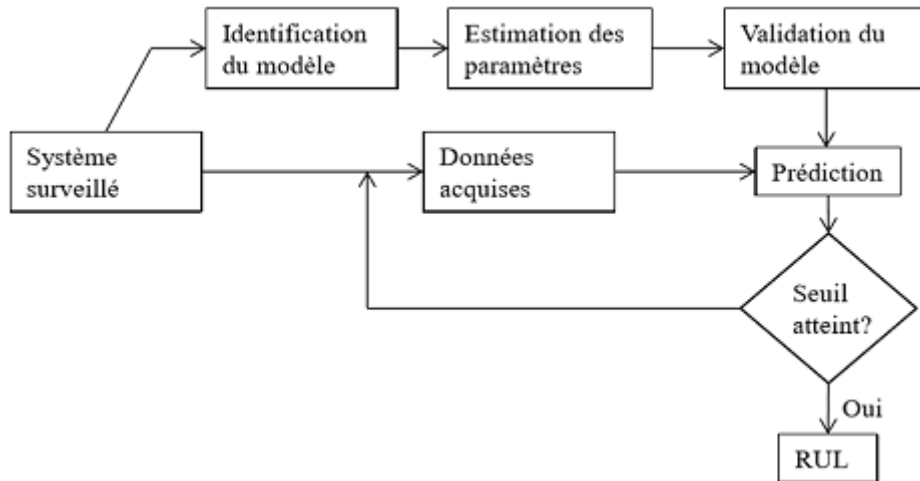 Identification
du modèle
Estimation des
paramètres
Validation du
modèle
Système
surveillé
Données
acquises
Prédiction
Seuil
atteint?
Oui
RUL